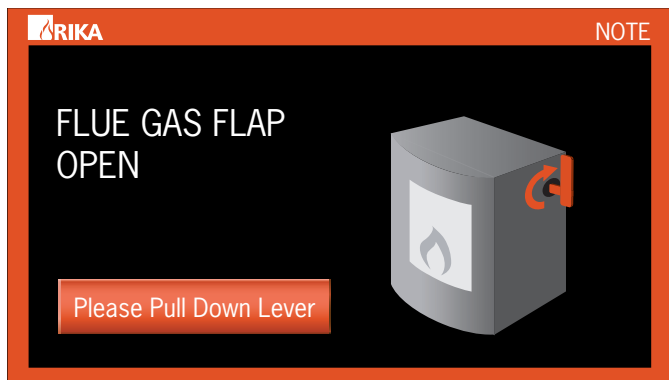 RIKA
NOTE
FLUE GAS FLAP
OPEN
Please Pull Down Lever